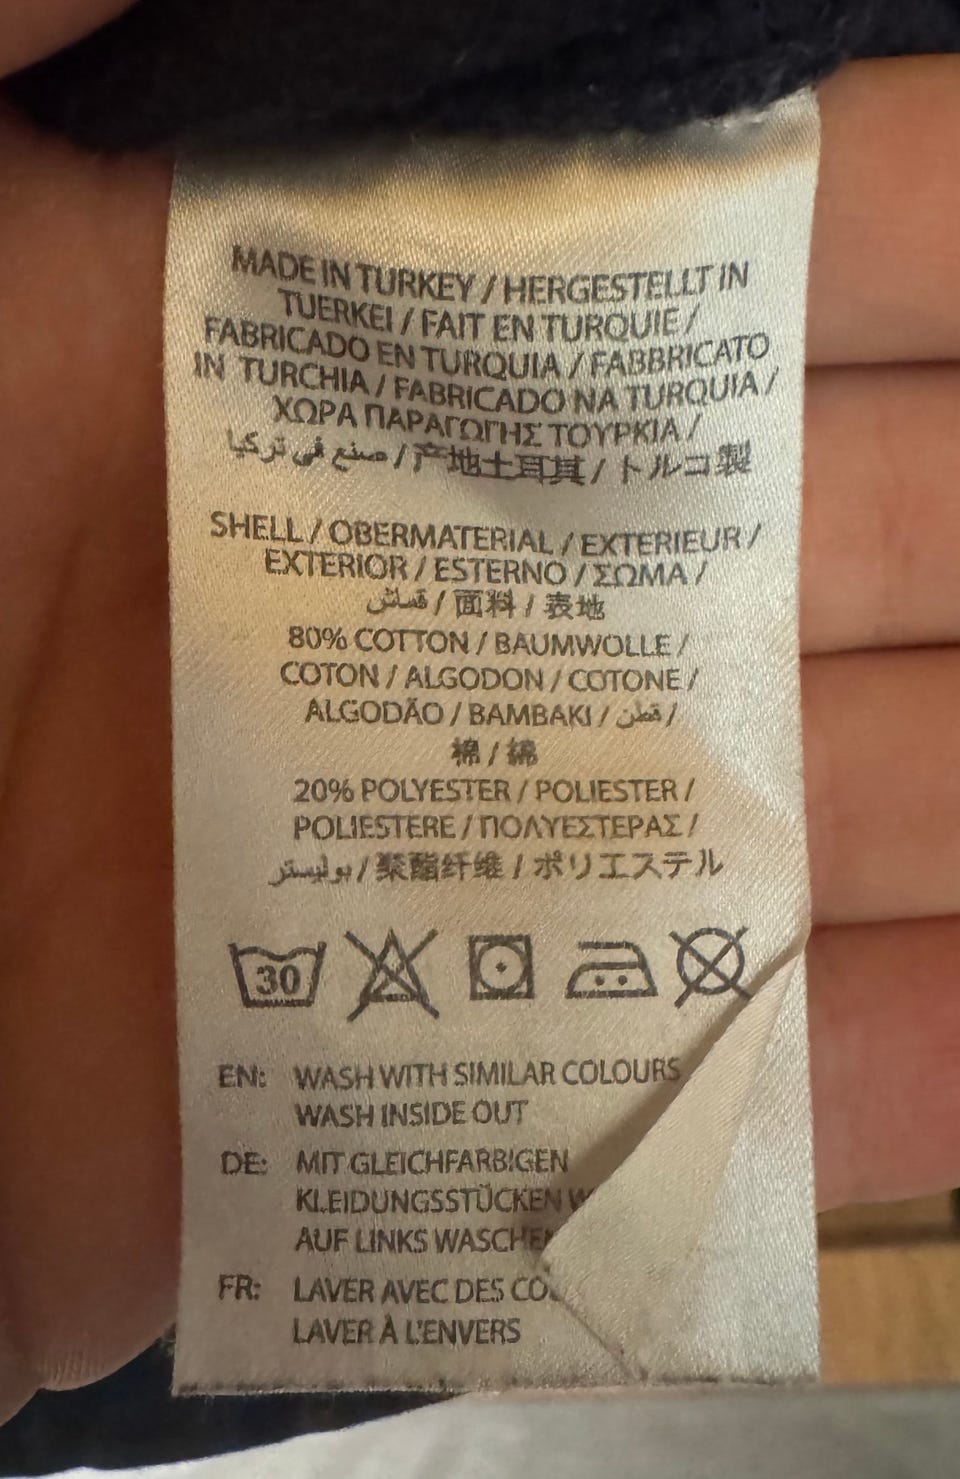 MADE IN TURKEY / HERGESTELLT IN
TUERKEI / FAIT EN TURQUIE /
FABRICADO EN TURQUIA / FABBRICATO
IN TURCHIA / FABRICADO NA TURQUIA /
ΧΩΡΑ ΠΑΡΑΓΩΓΗΣ ΤΟΥΡΚΙΑ /
صنع في تركيا / 产地土耳其 / トルコ製
SHELL / OBERMATERIAL / EXTERIEUR /
EXTERIOR / ESTERNO / ΣΩΜΑ /
قماش / 面料 / 表地
80% COTTON / BAUMWOLLE /
COTON / ALGODON / COTONE /
ALGODÃO / BAMBAKI / قطن /
棉 / 綿
20% POLYESTER / POLIESTER /
POLIESTERE / ΠΟΛΥΕΣΤΕΡΑΣ /
بوليستر / 聚酯纤维 / ポリエステル
30
EN: WASH WITH SIMILAR COLOURS
WASH INSIDE OUT
DE: MIT GLEICHFARBIGEN
KLEIDUNGSSTÜCKEN
AUF LINKS WASCHEN
FR: LAVER AVEC DES
LAVER À L'ENVERS